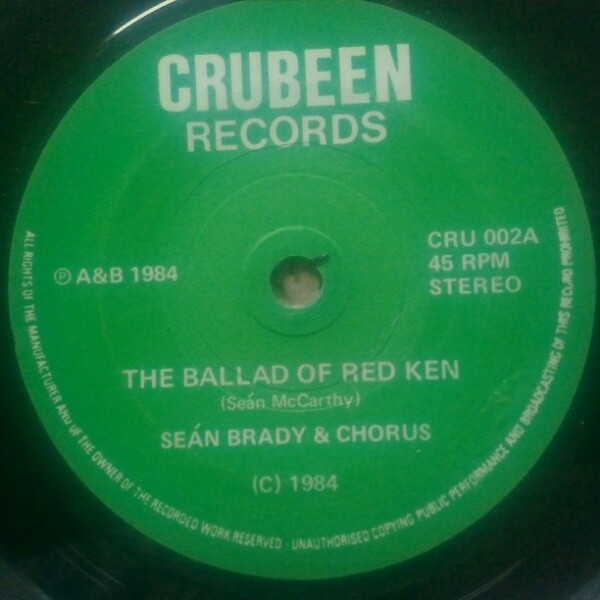 CRUBEEN
RECORDS
℗ A&B 1984
CRU 002A
45 RPM
STEREO
THE BALLAD OF RED KEN
(Seán McCarthy)
SEÁN BRADY & CHORUS
(C) 1984
ALL RIGHTS OF THE MANUFACTURER AND OF THE OWNER OF THE RECORDED WORK RESERVED · UNAUTHORISED COPYING PUBLIC PERFORMANCE AND BROADCASTING OF THIS RECORD PROHIBITED